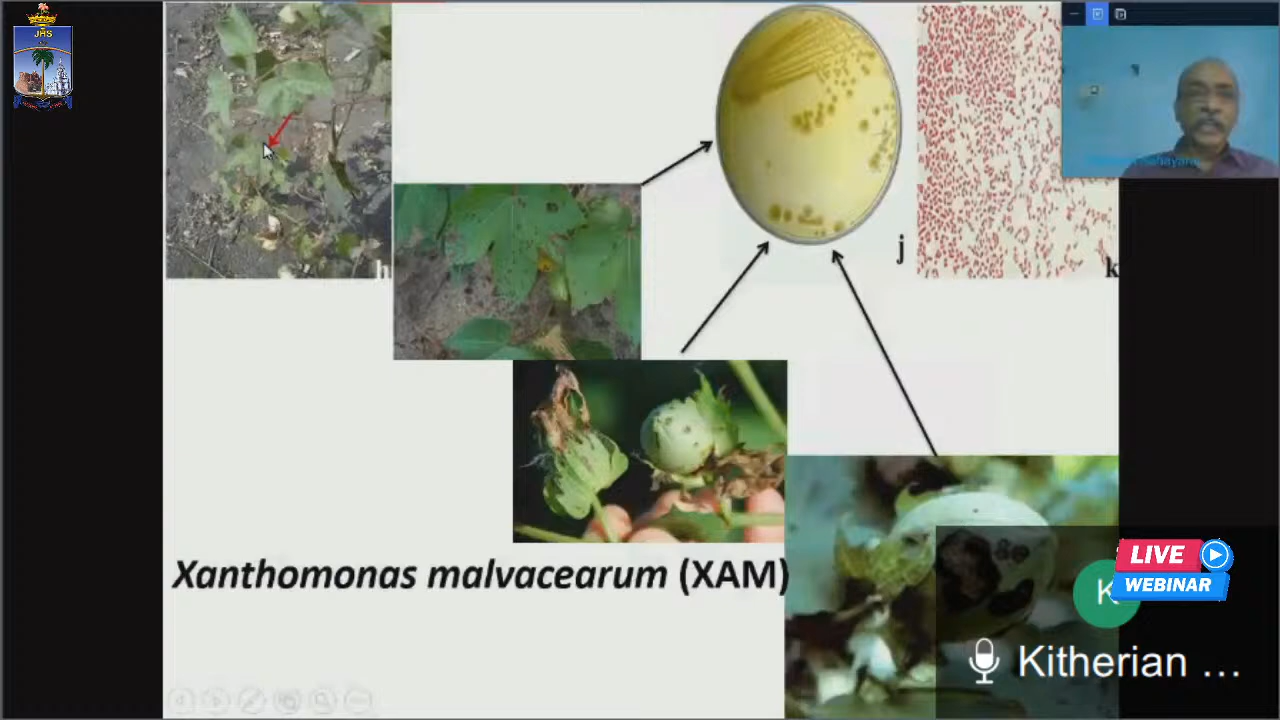 JHS
h
j
k
Xanthomonas malvacearum (XAM)
LIVE
WEBINAR
K
Kitherian ...